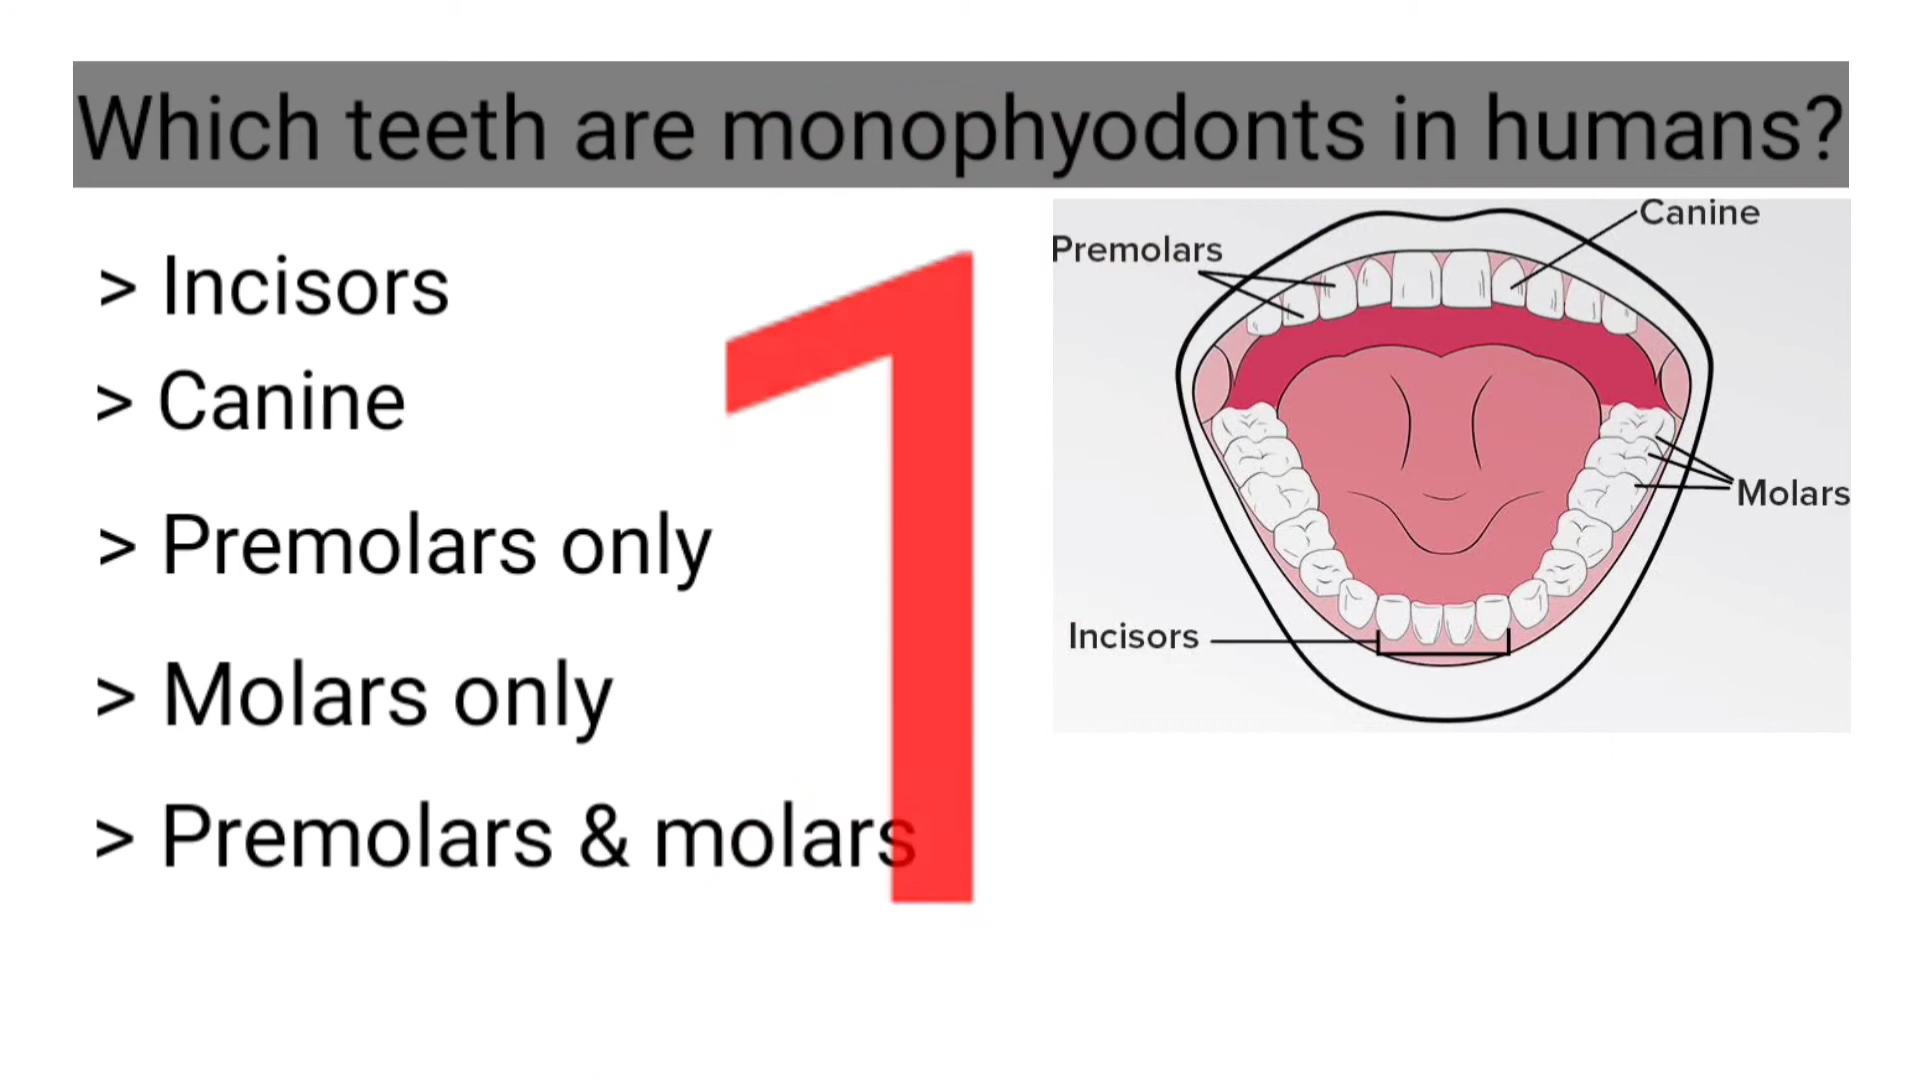 Which teeth are monophyodonts in humans?
> Incisors
> Canine
> Premolars only
> Molars only
> Premolars & molars
1
Canine
Premolars
Molars
Incisors